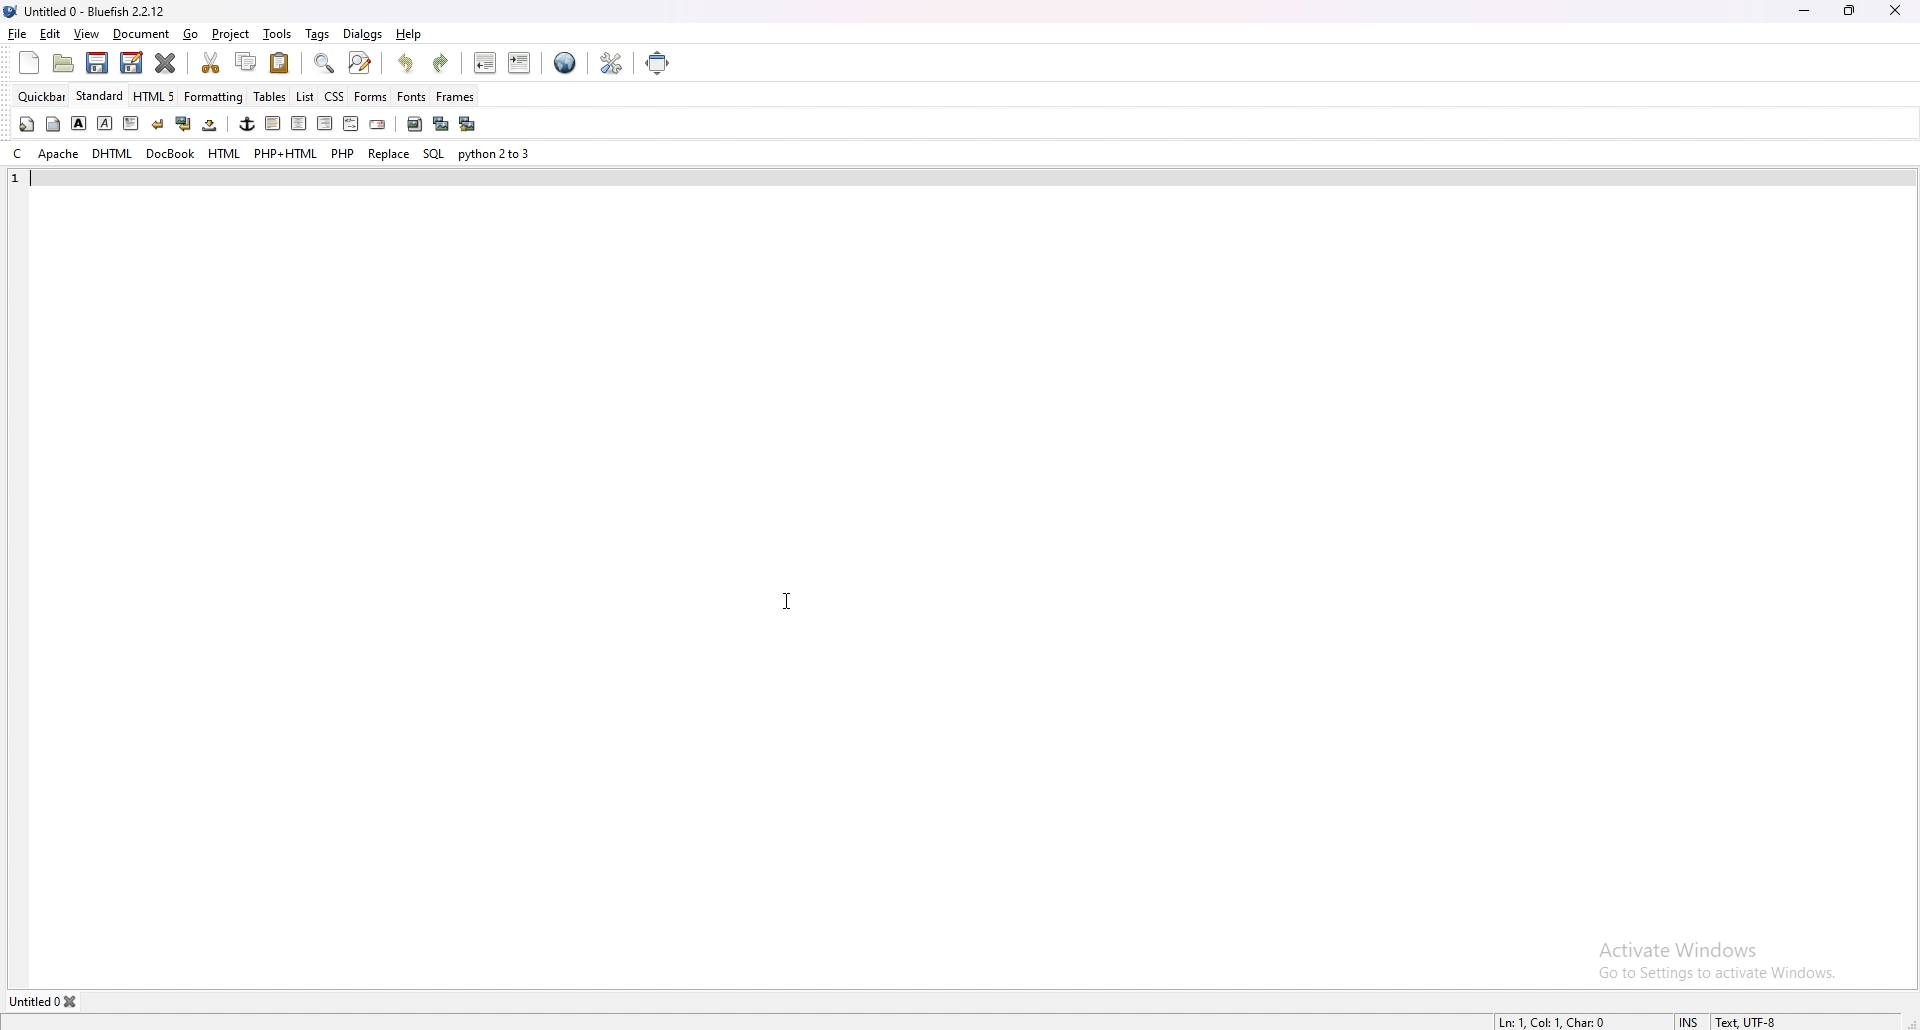 Untitled 0 - Bluefish 2.2.12
File Edit View Document Go Project Tools Tags Dialogs Help
Quickbar Standard HTML 5 Formatting Tables List CSS Forms Fonts Frames
C Apache DHTML DocBook HTML PHP+HTML PHP Replace SQL python 2 to 3
1
Activate Windows
Go to Settings to activate Windows.
Untitled 0
Ln: 1, Col: 1, Char: 0 INS Text, UTF-8